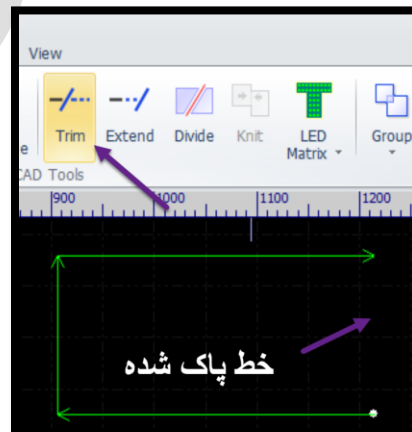 View
Trim Extend Divide Knit LED Matrix Group
CAD Tools
900 1000 1100 1200
خط پاک شده